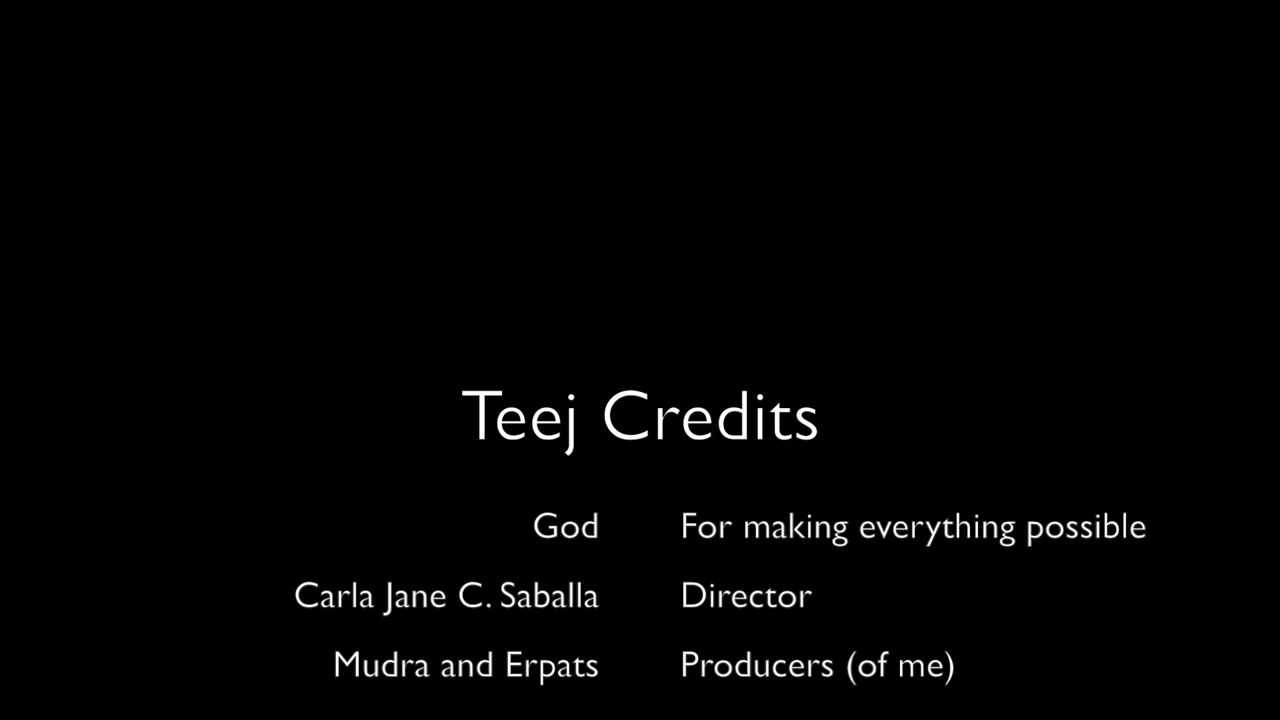 Teej Credits
God For making everything possible
Carla Jane C. Saballa Director
Mudra and Erpats Producers (of me)